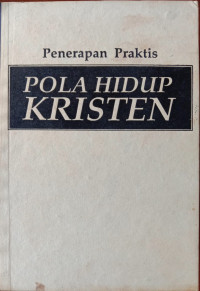 Penerapan Praktis
POLA HIDUP
KRISTEN